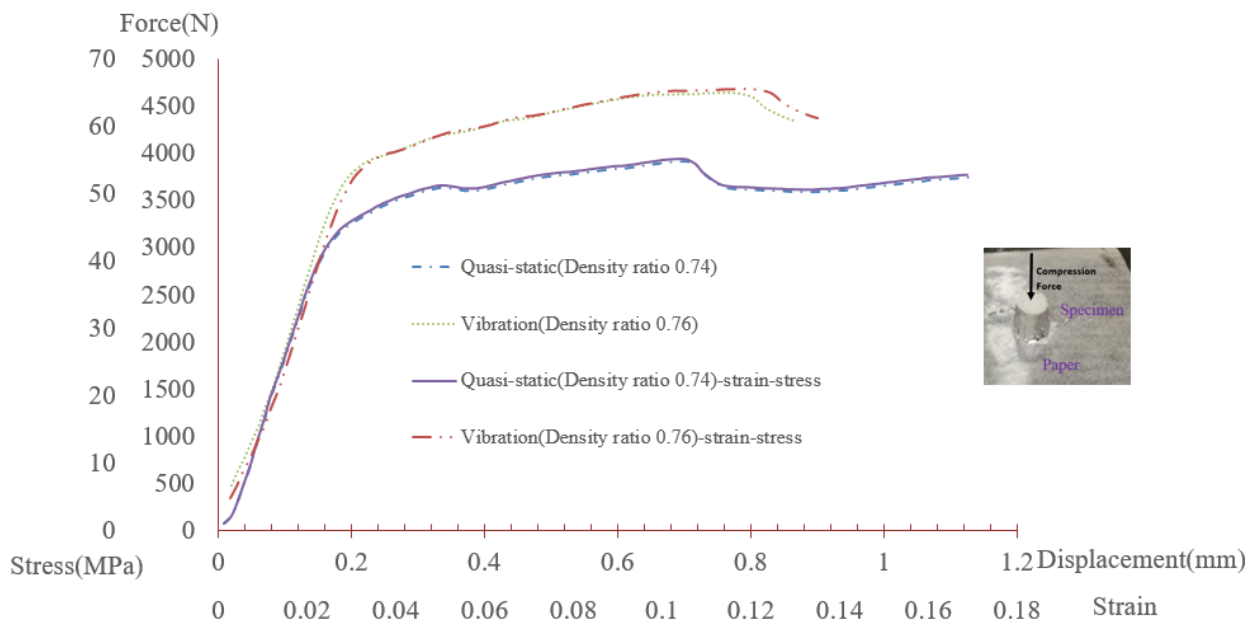 Force(N)
70 5000
4500
60
4000
50 3500
40 3000
2500
30
2000
20 1500
1000
10
500
0 0
Quasi-static(Density ratio 0.74)
Vibration(Density ratio 0.76)
Quasi-static(Density ratio 0.74)-strain-stress
Vibration(Density ratio 0.76)-strain-stress
Compression
Force
Specimen
Paper
Stress(MPa) 0 0.2 0.4 0.6 0.8 1 1.2 Displacement(mm)
0 0.02 0.04 0.06 0.08 0.1 0.12 0.14 0.16 0.18 Strain